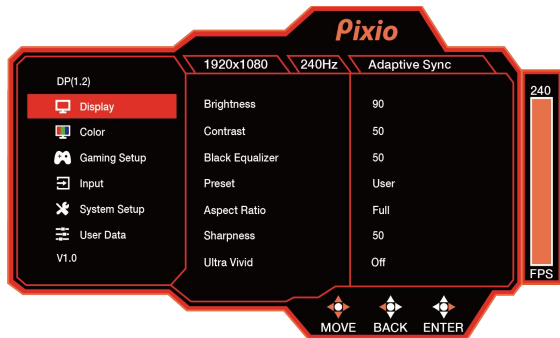 Pixio
1920x1080 240Hz Adaptive Sync
DP(1.2)
240
Display
Brightness 90
Color
Contrast 50
Gaming Setup
Black Equalizer 50
Input
Preset User
System Setup
Aspect Ratio Full
User Data
Sharpness 50
V1.0
Ultra Vivid Off
FPS
MOVE BACK ENTER